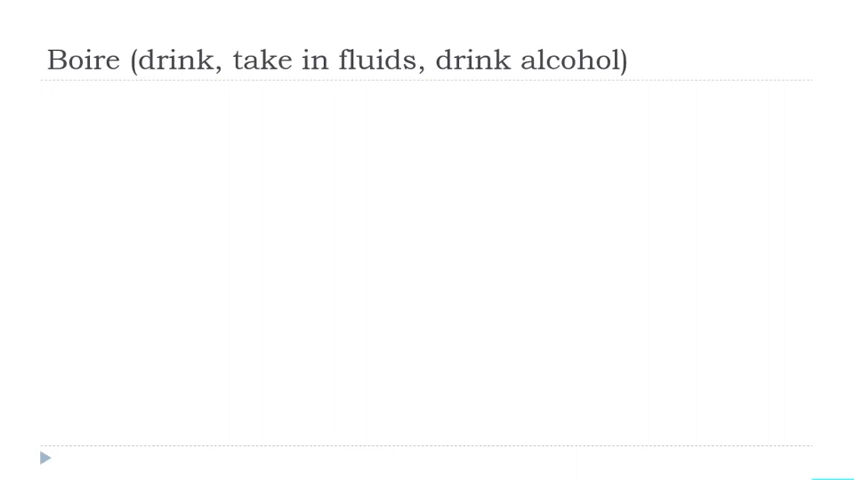 Boire (drink, take in fluids, drink alcohol)